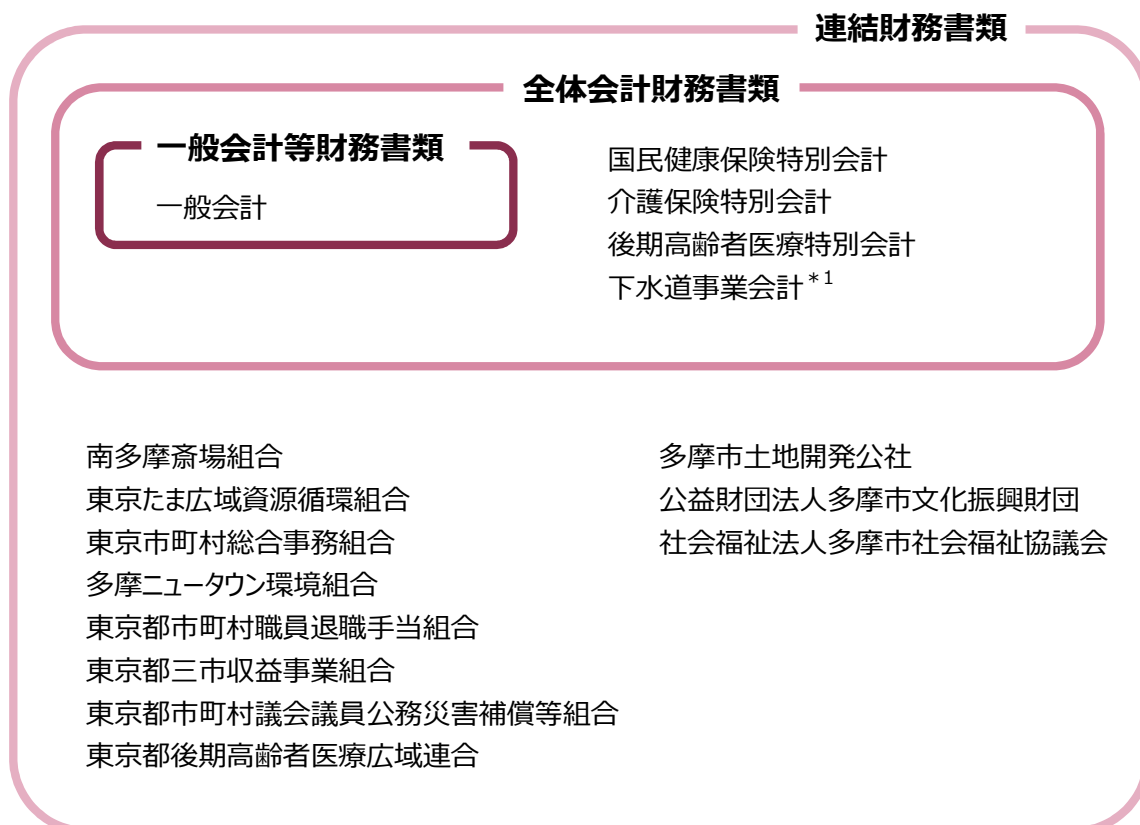 連結財務書類
全体会計財務書類
一般会計等財務書類
一般会計
国民健康保険特別会計
介護保険特別会計
後期高齢者医療特別会計
下水道事業会計*1
南多摩斎場組合
東京たま広域資源循環組合
東京市町村総合事務組合
多摩ニュータウン環境組合
東京都市町村職員退職手当組合
東京都三市収益事業組合
東京都市町村議会議員公務災害補償等組合
東京都後期高齢者医療広域連合
多摩市土地開発公社
公益財団法人多摩市文化振興財団
社会福祉法人多摩市社会福祉協議会